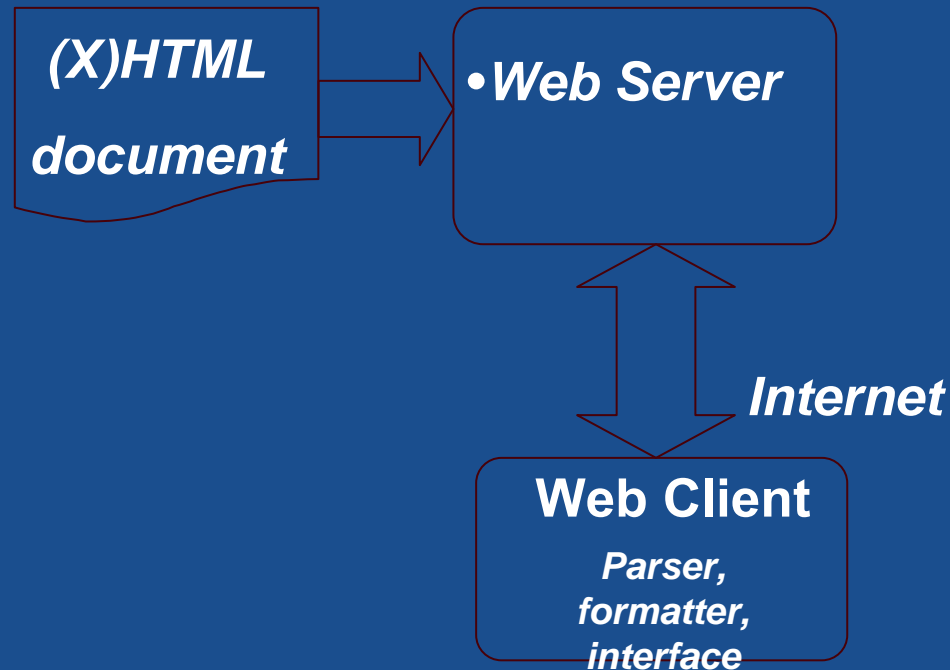 (X)HTML
document
•Web Server
Internet
Web Client
Parser,
formatter,
interface